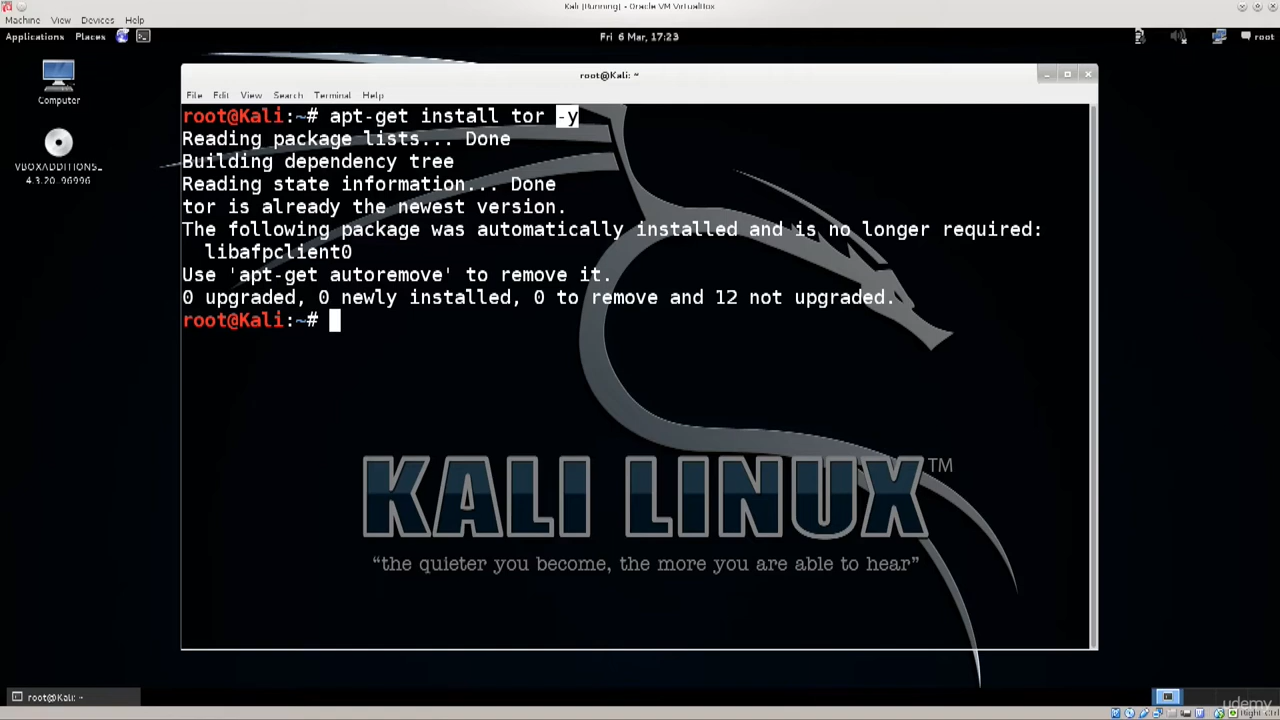 Kali [Running] - Oracle VM VirtualBox
Machine View Devices Help
Applications Places
Fri 6 Mar, 17:23
root
Computer
VBOXADDITIONS_
4.3.20_96996
root@Kali: ~
File Edit View Search Terminal Help
root@Kali:~# apt-get install tor -y
Reading package lists... Done
Building dependency tree
Reading state information... Done
tor is already the newest version.
The following package was automatically installed and is no longer required:
libafpclient0
Use 'apt-get autoremove' to remove it.
0 upgraded, 0 newly installed, 0 to remove and 12 not upgraded.
root@Kali:~#
KALI LINUX™
“the quieter you become, the more you are able to hear”
root@Kali: ~
udemy
Right Ctrl